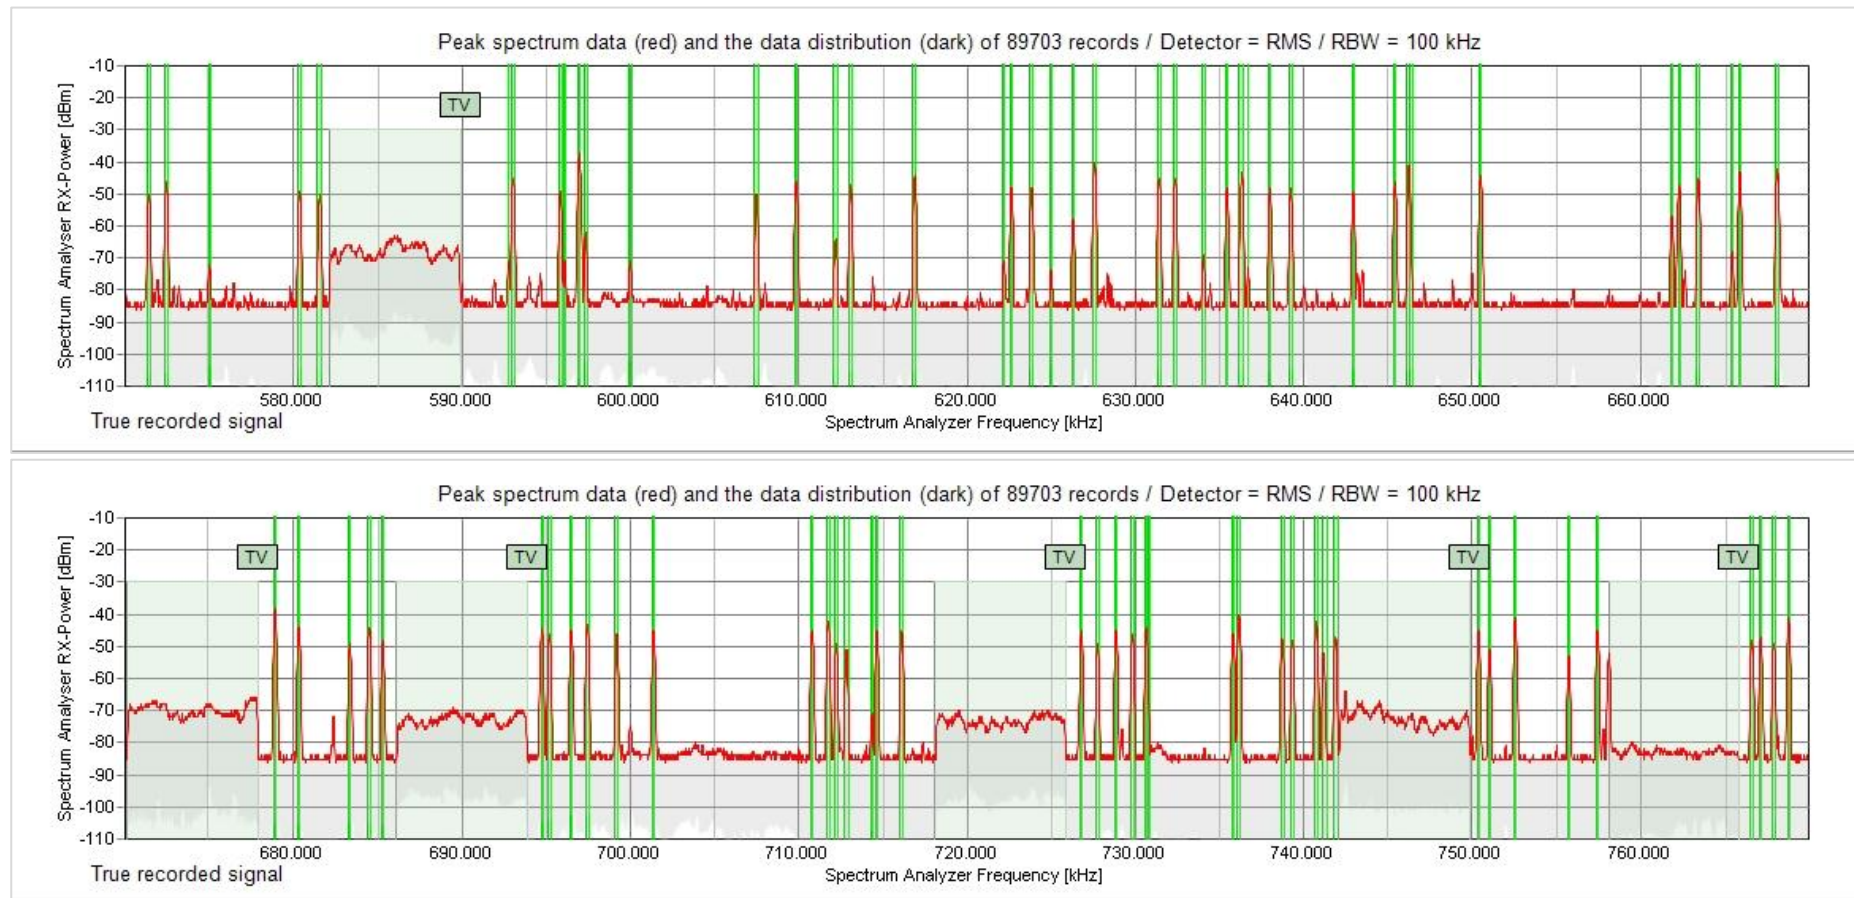 Peak spectrum data (red) and the data distribution (dark) of 89703 records / Detector = RMS / RBW = 100 kHz
Spectrum Analyser RX-Power [dBm]
-10
-20
-30
-40
-50
-60
-70
-80
-90
-100
-110
TV
580.000 590.000 600.000 610.000 620.000 630.000 640.000 650.000 660.000
True recorded signal
Spectrum Analyzer Frequency [kHz]
Peak spectrum data (red) and the data distribution (dark) of 89703 records / Detector = RMS / RBW = 100 kHz
Spectrum Analyser RX-Power [dBm]
-10
-20
-30
-40
-50
-60
-70
-80
-90
-100
-110
TV TV TV TV TV
680.000 690.000 700.000 710.000 720.000 730.000 740.000 750.000 760.000
True recorded signal
Spectrum Analyzer Frequency [kHz]